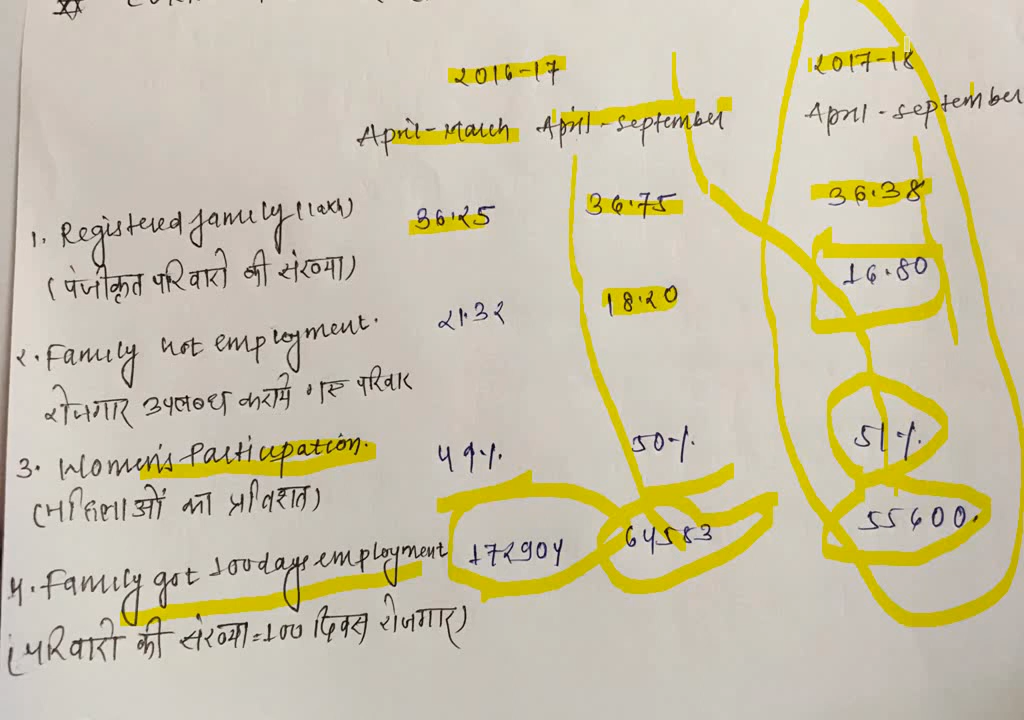 2016-17 2017-18
April-March April-September April-September
1. Registered family (lakh) 36.25 36.75 36.38
(पंजीकृत परिवारो की संख्या) 16.80
2. Family not employment. 21.32 18.20
रोजगार उपलब्ध कराये गए परिवार
3. Women's Participation. 49% 50% 51%
(महिलाओं का प्रतिशत)
4. Family got 100days employment 172904 64583 55600.
(परिवारो की संख्या=100 दिवस रोजगार)